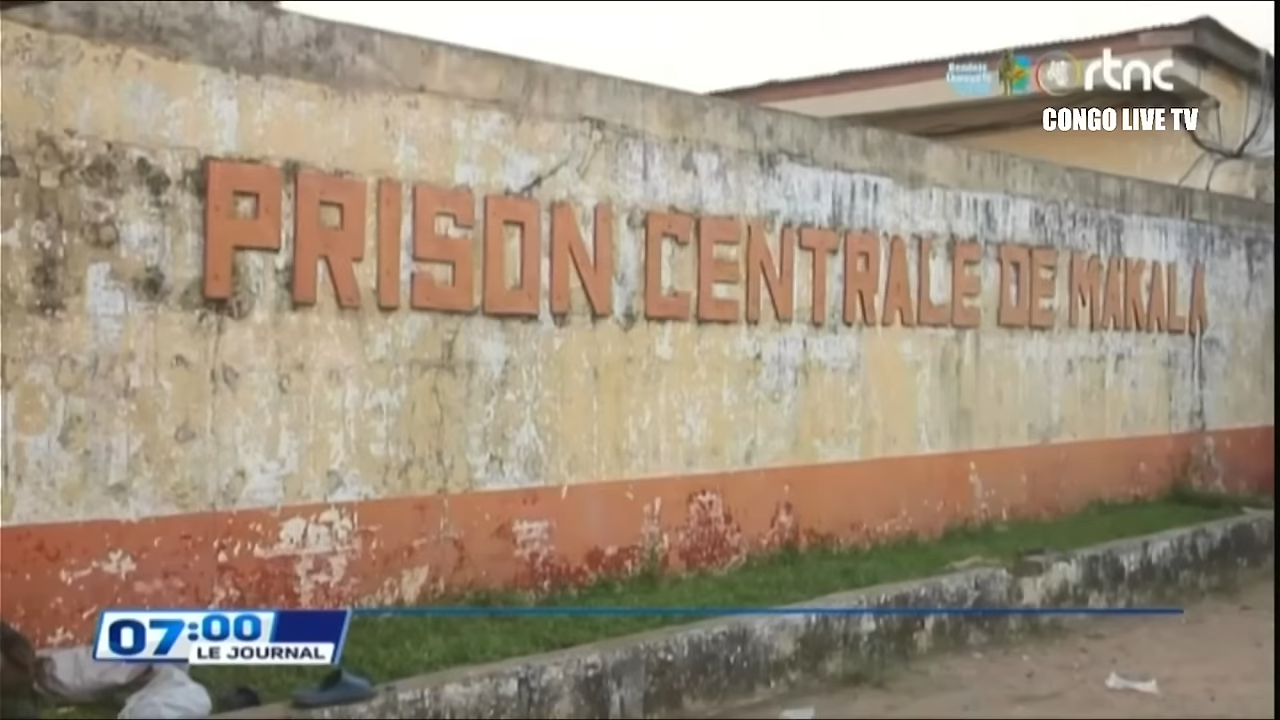 rtnc
CONGO LIVE TV
PRISON CENTRALE DE MAKALA
07:00
LE JOURNAL